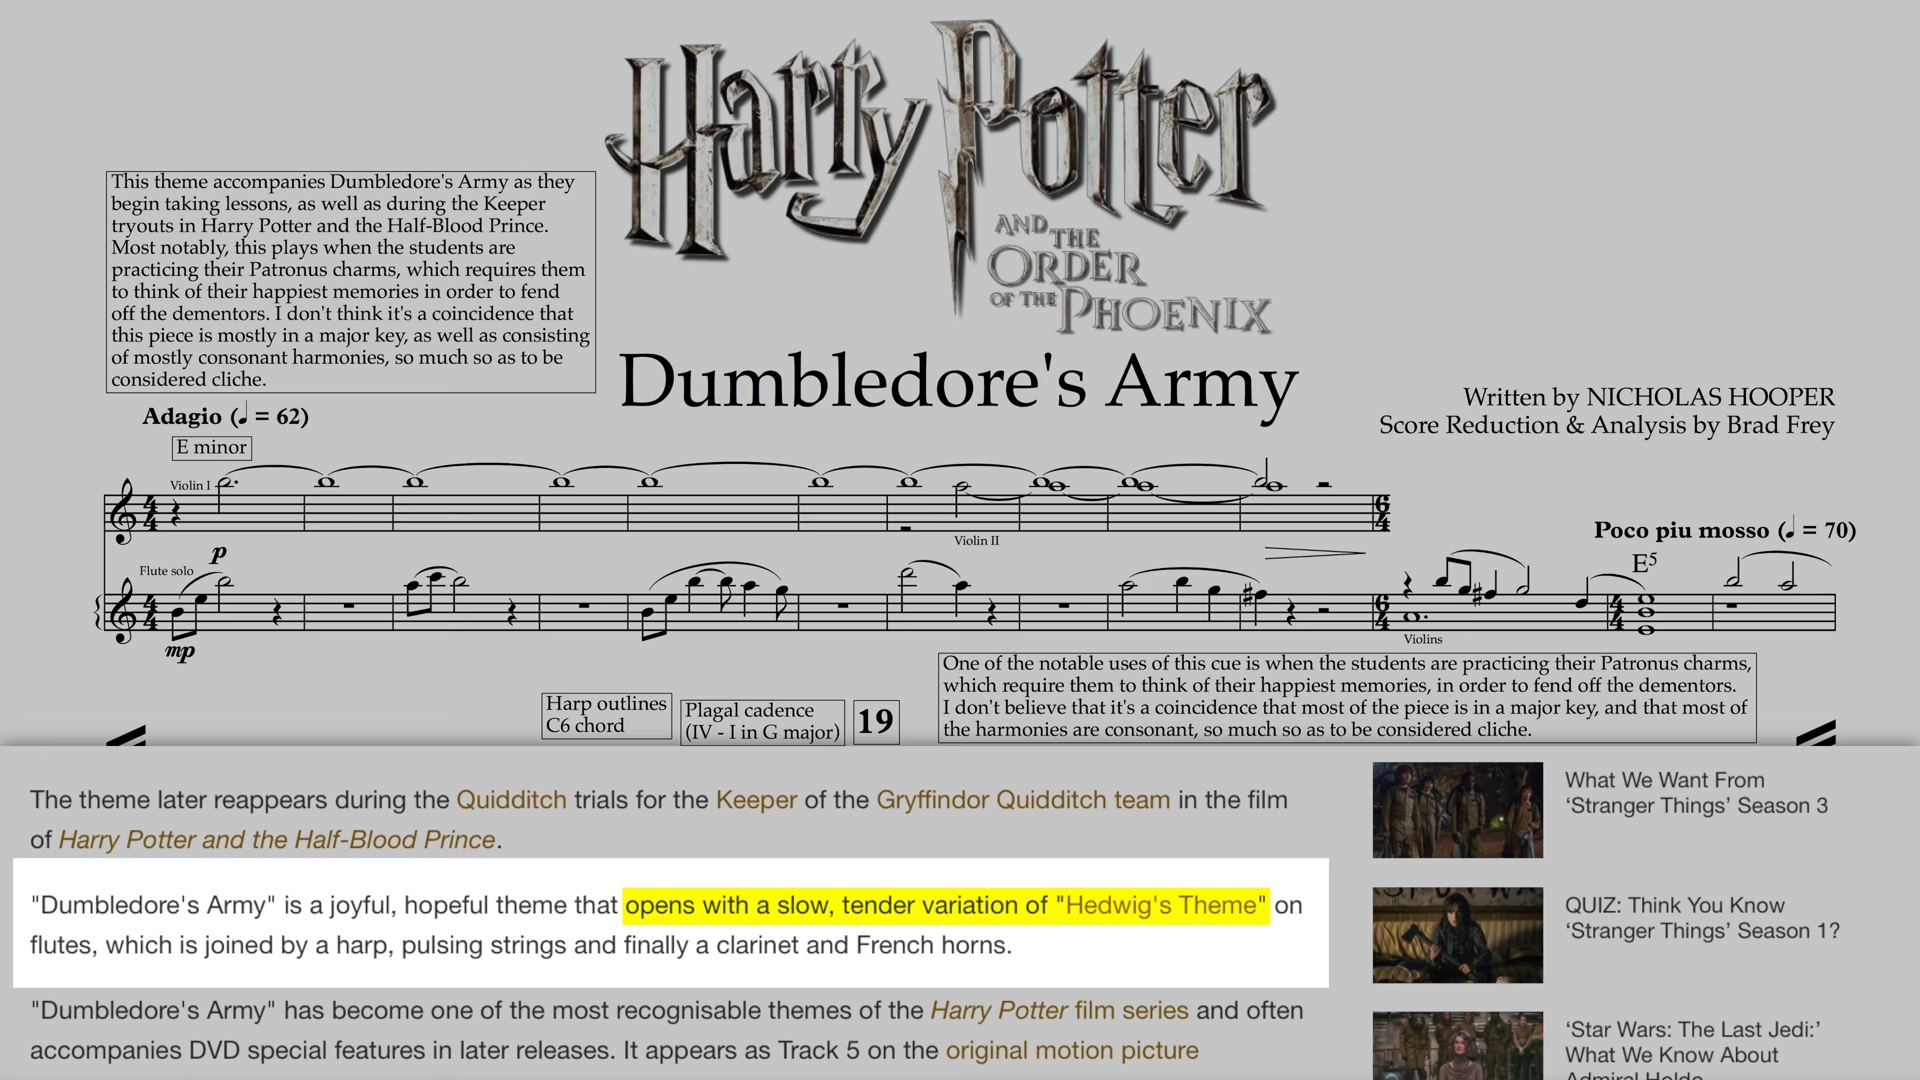 Harry Potter
AND THE
ORDER
OF THE PHOENIX
This theme accompanies Dumbledore's Army as they
begin taking lessons, as well as during the Keeper
tryouts in Harry Potter and the Half-Blood Prince.
Most notably, this plays when the students are
practicing their Patronus charms, which requires them
to think of their happiest memories in order to fend
off the dementors. I don't think it's a coincidence that
this piece is mostly in a major key, as well as consisting
of mostly consonant harmonies, so much so as to be
considered cliche.
Dumbledore's Army
Written by NICHOLAS HOOPER
Score Reduction & Analysis by Brad Frey
Adagio (♩ = 62)
E minor
Violin I
p
Violin II
Poco piu mosso (♩ = 70)
E5
Flute solo
mp
Violins
Harp outlines
C6 chord
Plagal cadence
(IV - I in G major)
19
One of the notable uses of this cue is when the students are practicing their Patronus charms,
which require them to think of their happiest memories, in order to fend off the dementors.
I don't believe that it's a coincidence that most of the piece is in a major key, and that most of
the harmonies are consonant, so much so as to be considered cliche.
The theme later reappears during the Quidditch trials for the Keeper of the Gryffindor Quidditch team in the film
of Harry Potter and the Half-Blood Prince.
"Dumbledore's Army" is a joyful, hopeful theme that opens with a slow, tender variation of "Hedwig's Theme" on
flutes, which is joined by a harp, pulsing strings and finally a clarinet and French horns.
"Dumbledore's Army" has become one of the most recognisable themes of the Harry Potter film series and often
accompanies DVD special features in later releases. It appears as Track 5 on the original motion picture
What We Want From
‘Stranger Things’ Season 3
QUIZ: Think You Know
‘Stranger Things’ Season 1?
‘Star Wars: The Last Jedi:’
What We Know About
Admiral Holdo